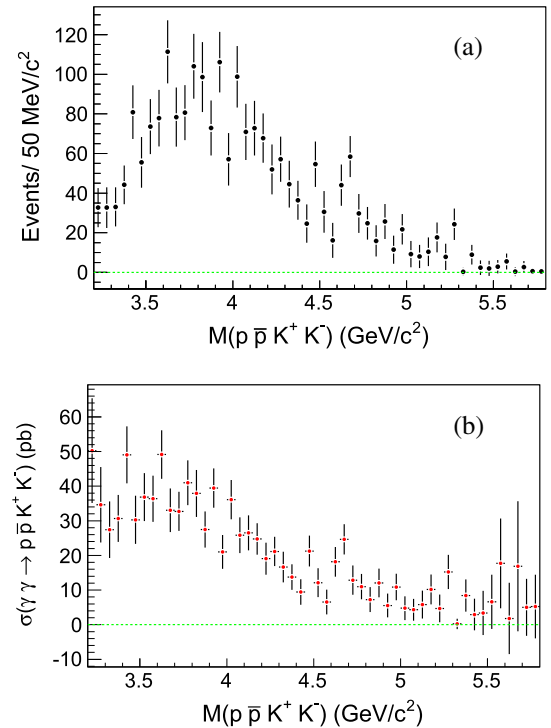 (a)
Events/ 50 MeV/c²
120
100
80
60
40
20
0
3.5 4 4.5 5 5.5
M(p p̅ K⁺ K⁻) (GeV/c²)
(b)
σ(γ γ → p p̅ K⁺ K⁻) (pb)
60
50
40
30
20
10
0
-10
3.5 4 4.5 5 5.5
M(p p̅ K⁺ K⁻) (GeV/c²)